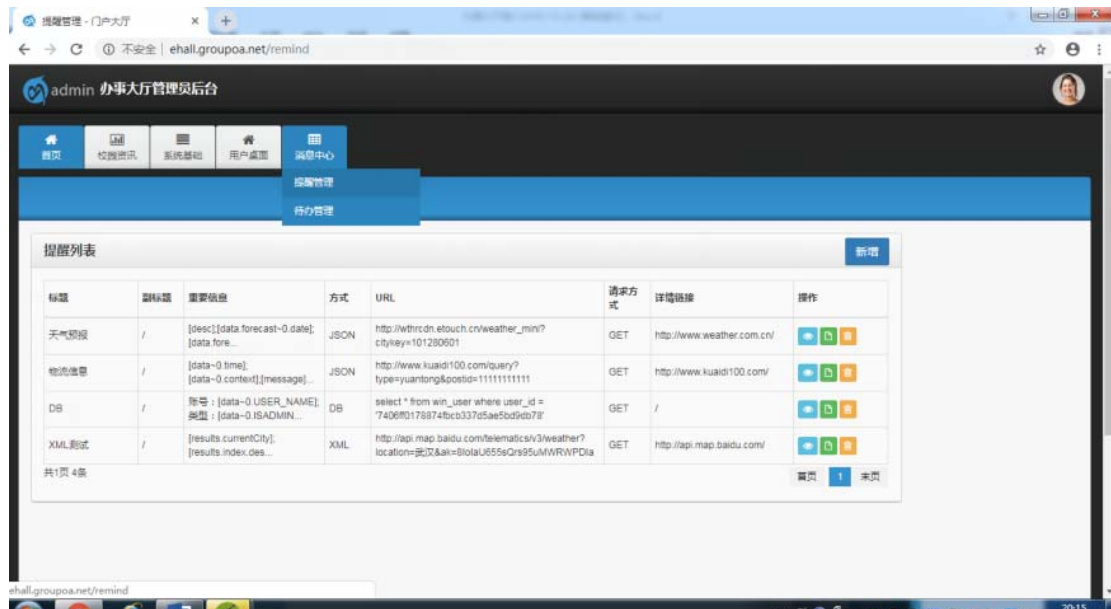 提醒管理 - 门户大厅
不安全 | ehall.groupoa.net/remind
admin 办事大厅管理员后台
首页
校园资讯
系统基础
用户桌面
消息中心
提醒管理
待办管理
提醒列表
新增
标题 副标题 重要信息 方式 URL 请求方式 详情链接 操作
天气预报 / [desc];[data.forecast~0.date];[data.fore... JSON http://wthrcdn.etouch.cn/weather_mini?citykey=101280601 GET http://www.weather.com.cn/
物流信息 / [data~0.time];[data~0.context];[message]... JSON http://www.kuaidi100.com/query?type=yuantong&postid=11111111111 GET http://www.kuaidi100.com/
DB / 账号：[data~0.USER_NAME];类型：[data~0.ISADMIN... DB select * from win_user where user_id = '7406ff0178874fbcb337d5ae5bd9db78' GET /
XML测试 / [results.currentCity];[results.index.des... XML http://api.map.baidu.com/telematics/v3/weather?location=武汉&ak=8IoIaU655sQrs95uMWRWPDIa GET http://api.map.baidu.com/
共1页 4条
首页 1 末页
ehall.groupoa.net/remind
20:15